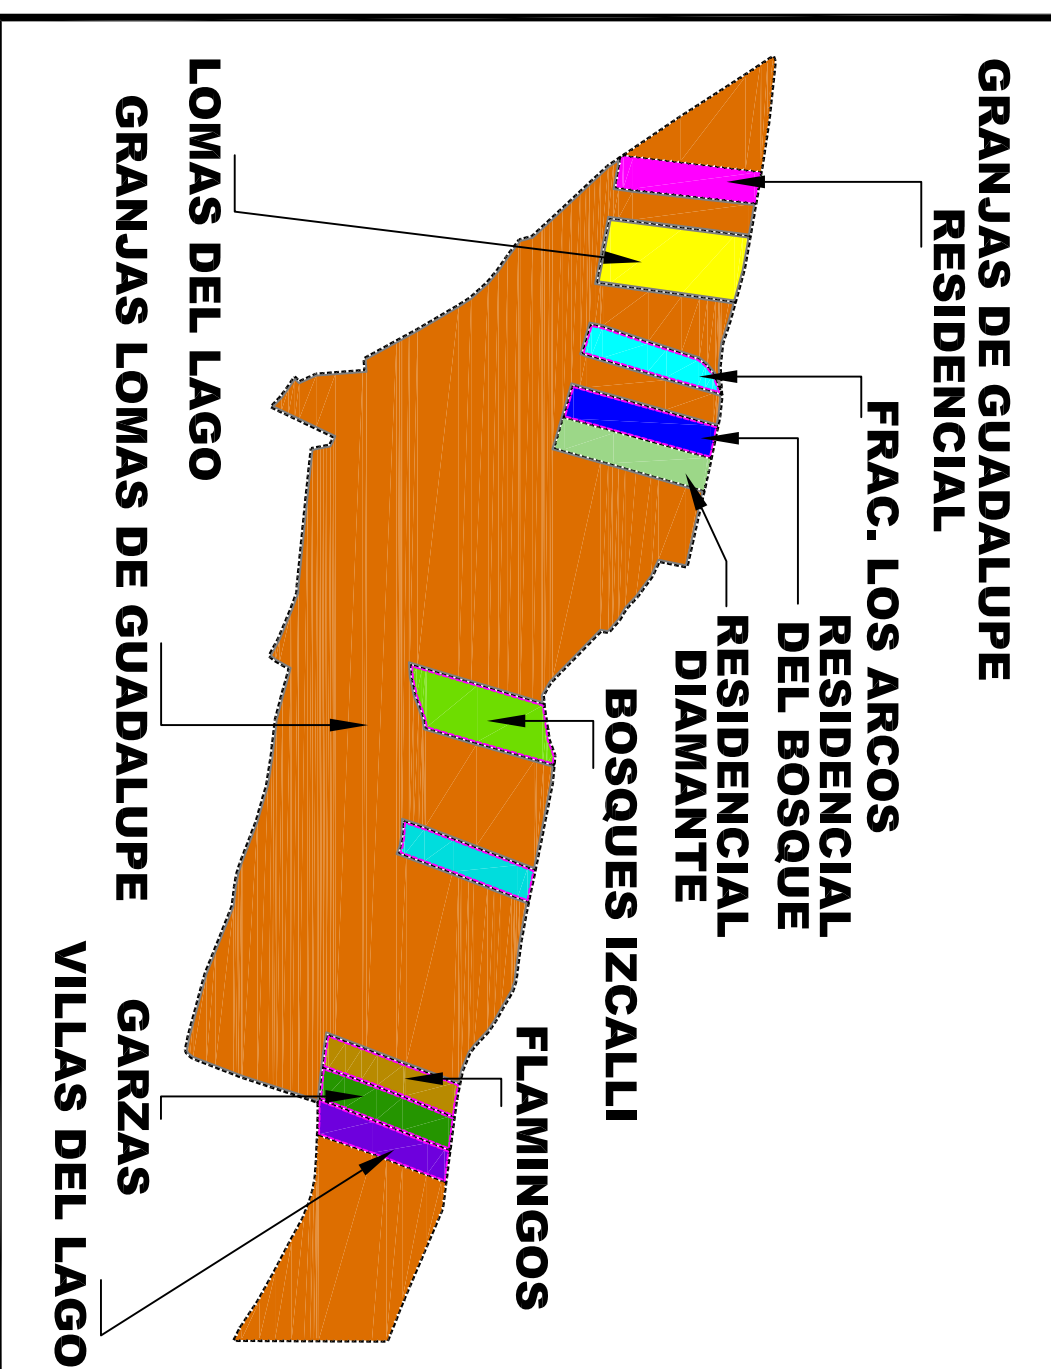 GRANJAS DE GUADALUPE
RESIDENCIAL
FRAC. LOS ARCOS
RESIDENCIAL
DEL BOSQUE
RESIDENCIAL
DIAMANTE
BOSQUES IZCALLI
FLAMINGOS
LOMAS DEL LAGO
GRANJAS LOMAS DE GUADALUPE
GARZAS
VILLAS DEL LAGO